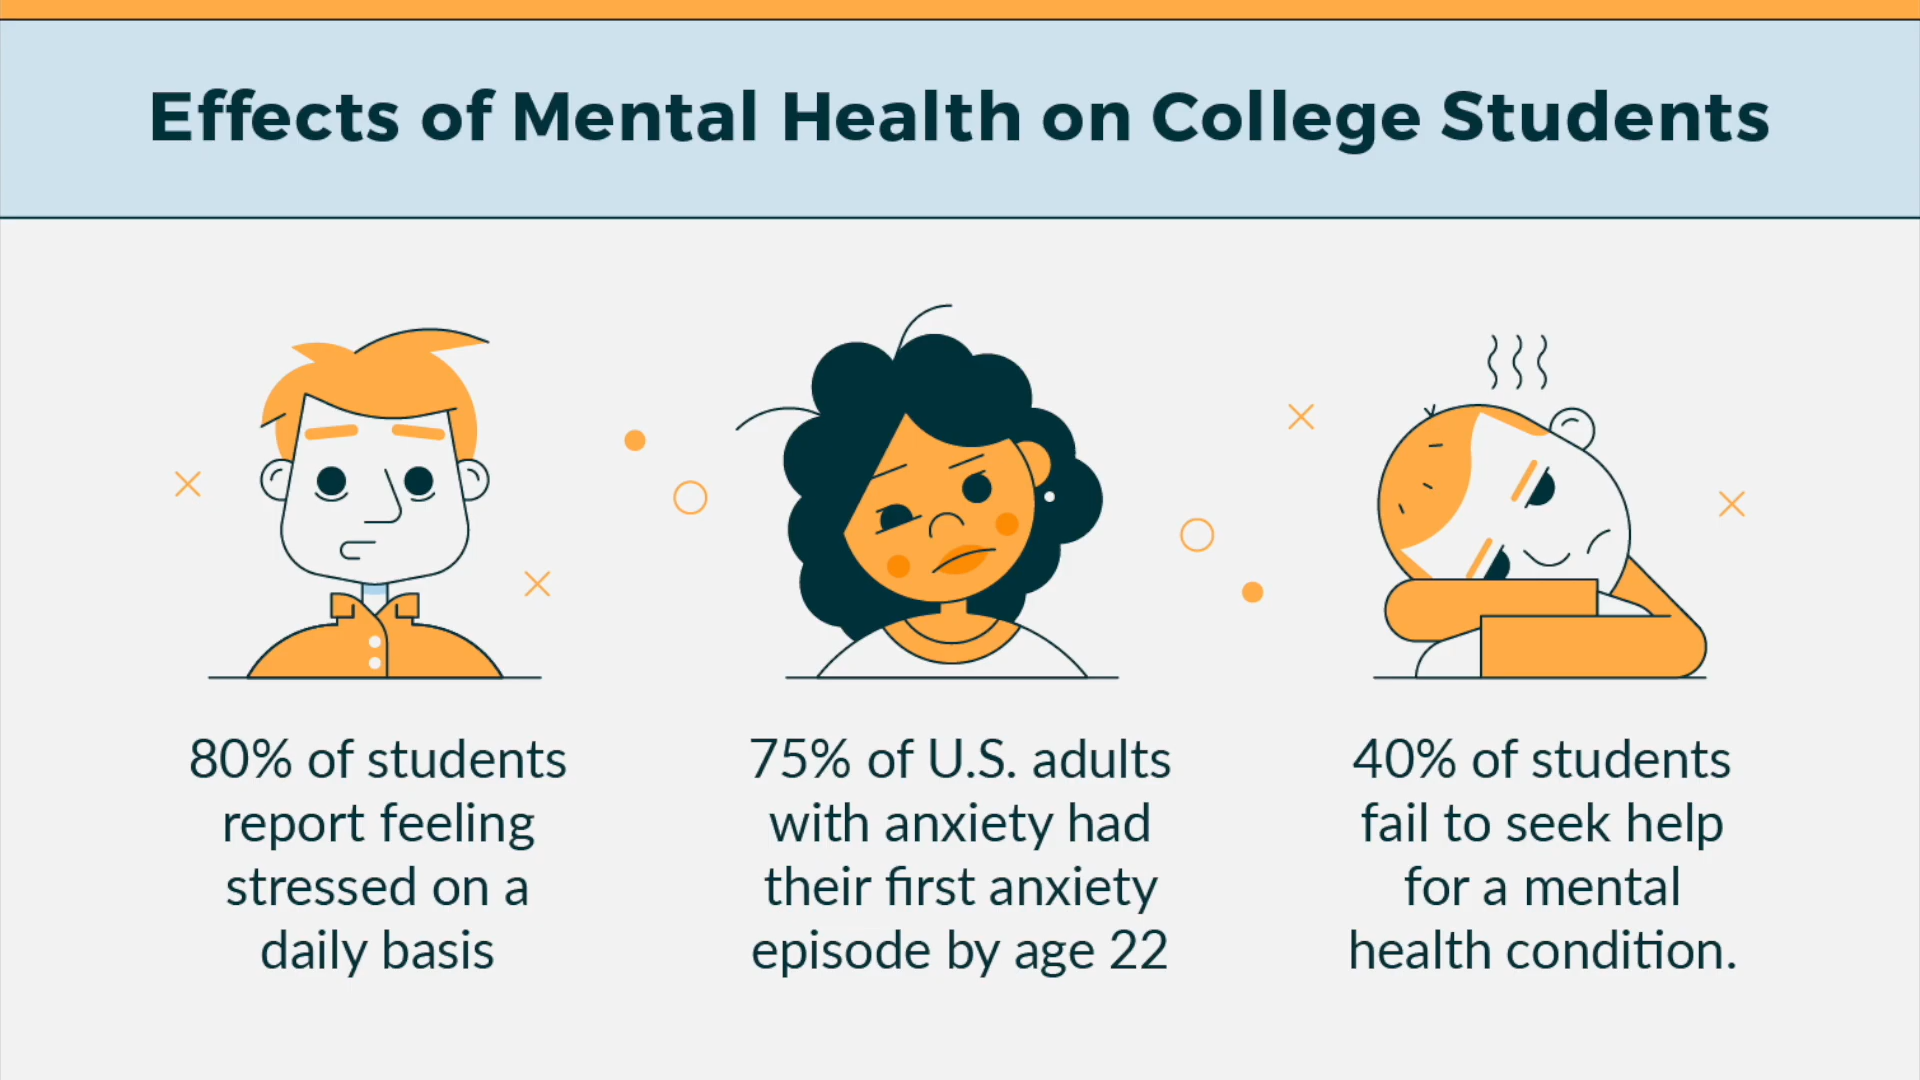 Effects of Mental Health on College Students
80% of students
report feeling
stressed on a
daily basis
75% of U.S. adults
with anxiety had
their first anxiety
episode by age 22
40% of students
fail to seek help
for a mental
health condition.